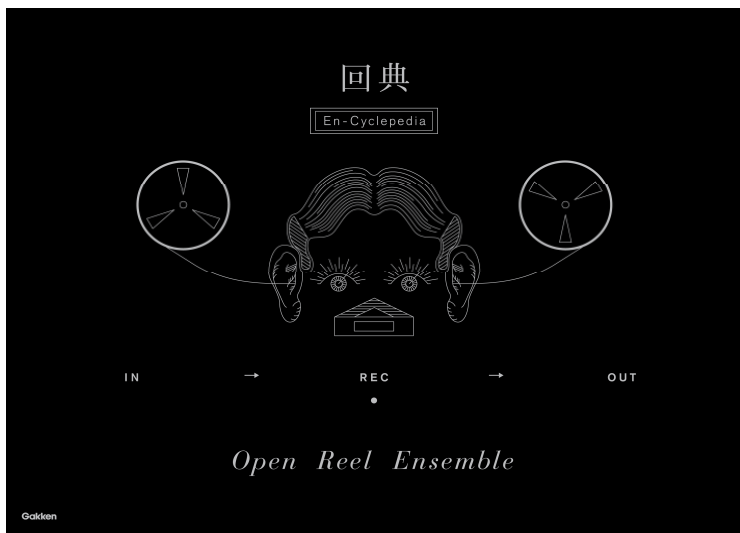 回典
En-Cyclepedia
IN → REC → OUT
Open Reel Ensemble
Gakken